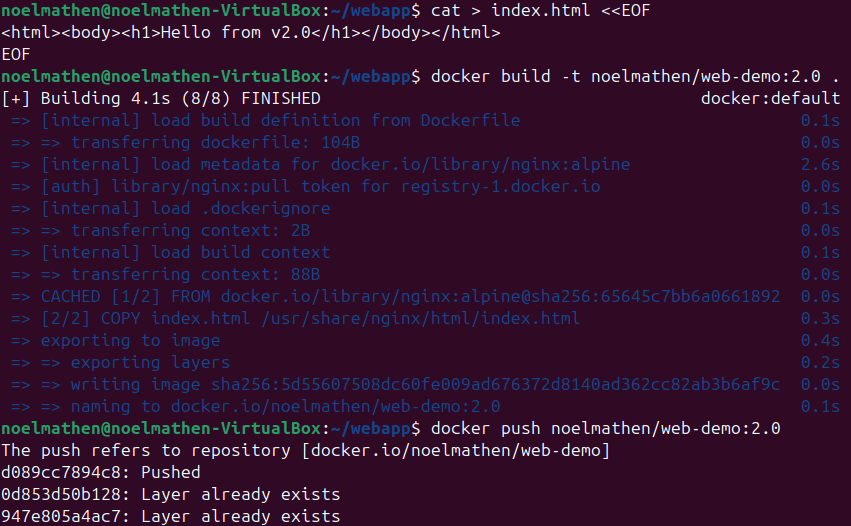 noelmathen@noelmathen-VirtualBox:~/webapp$ cat > index.html <<EOF
<html><body><h1>Hello from v2.0</h1></body></html>
EOF
noelmathen@noelmathen-VirtualBox:~/webapp$ docker build -t noelmathen/web-demo:2.0 .
[+] Building 4.1s (8/8) FINISHED docker:default
=> [internal] load build definition from Dockerfile 0.1s
=> => transferring dockerfile: 104B 0.0s
=> [internal] load metadata for docker.io/library/nginx:alpine 2.6s
=> [auth] library/nginx:pull token for registry-1.docker.io 0.0s
=> [internal] load .dockerignore 0.1s
=> => transferring context: 2B 0.0s
=> [internal] load build context 0.1s
=> => transferring context: 88B 0.0s
=> CACHED [1/2] FROM docker.io/library/nginx:alpine@sha256:65645c7bb6a0661892 0.0s
=> [2/2] COPY index.html /usr/share/nginx/html/index.html 0.3s
=> exporting to image 0.4s
=> => exporting layers 0.2s
=> => writing image sha256:5d55607508dc60fe009ad676372d8140ad362cc82ab3b6af9c 0.0s
=> => naming to docker.io/noelmathen/web-demo:2.0 0.1s
noelmathen@noelmathen-VirtualBox:~/webapp$ docker push noelmathen/web-demo:2.0
The push refers to repository [docker.io/noelmathen/web-demo]
d089cc7894c8: Pushed
0d853d50b128: Layer already exists
947e805a4ac7: Layer already exists